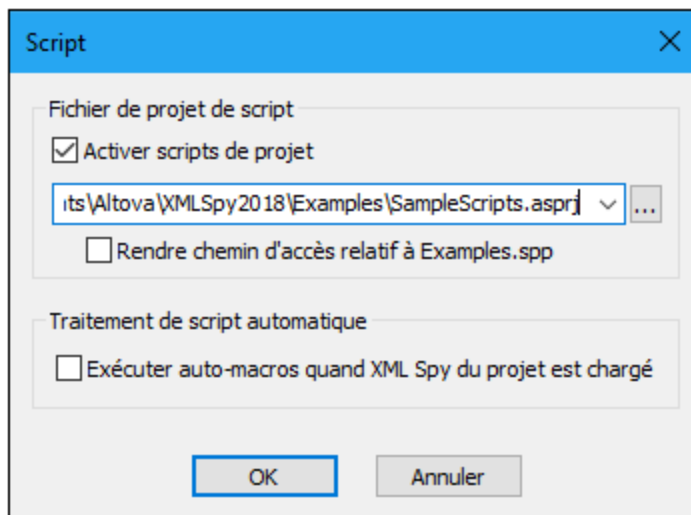 Script
Fichier de projet de script
Activer scripts de projet
ts\Altova\XMLSpy2018\Examples\SampleScripts.asprj
...
Rendre chemin d'accès relatif à Examples.spp
Traitement de script automatique
Exécuter auto-macros quand XML Spy du projet est chargé
OK
Annuler